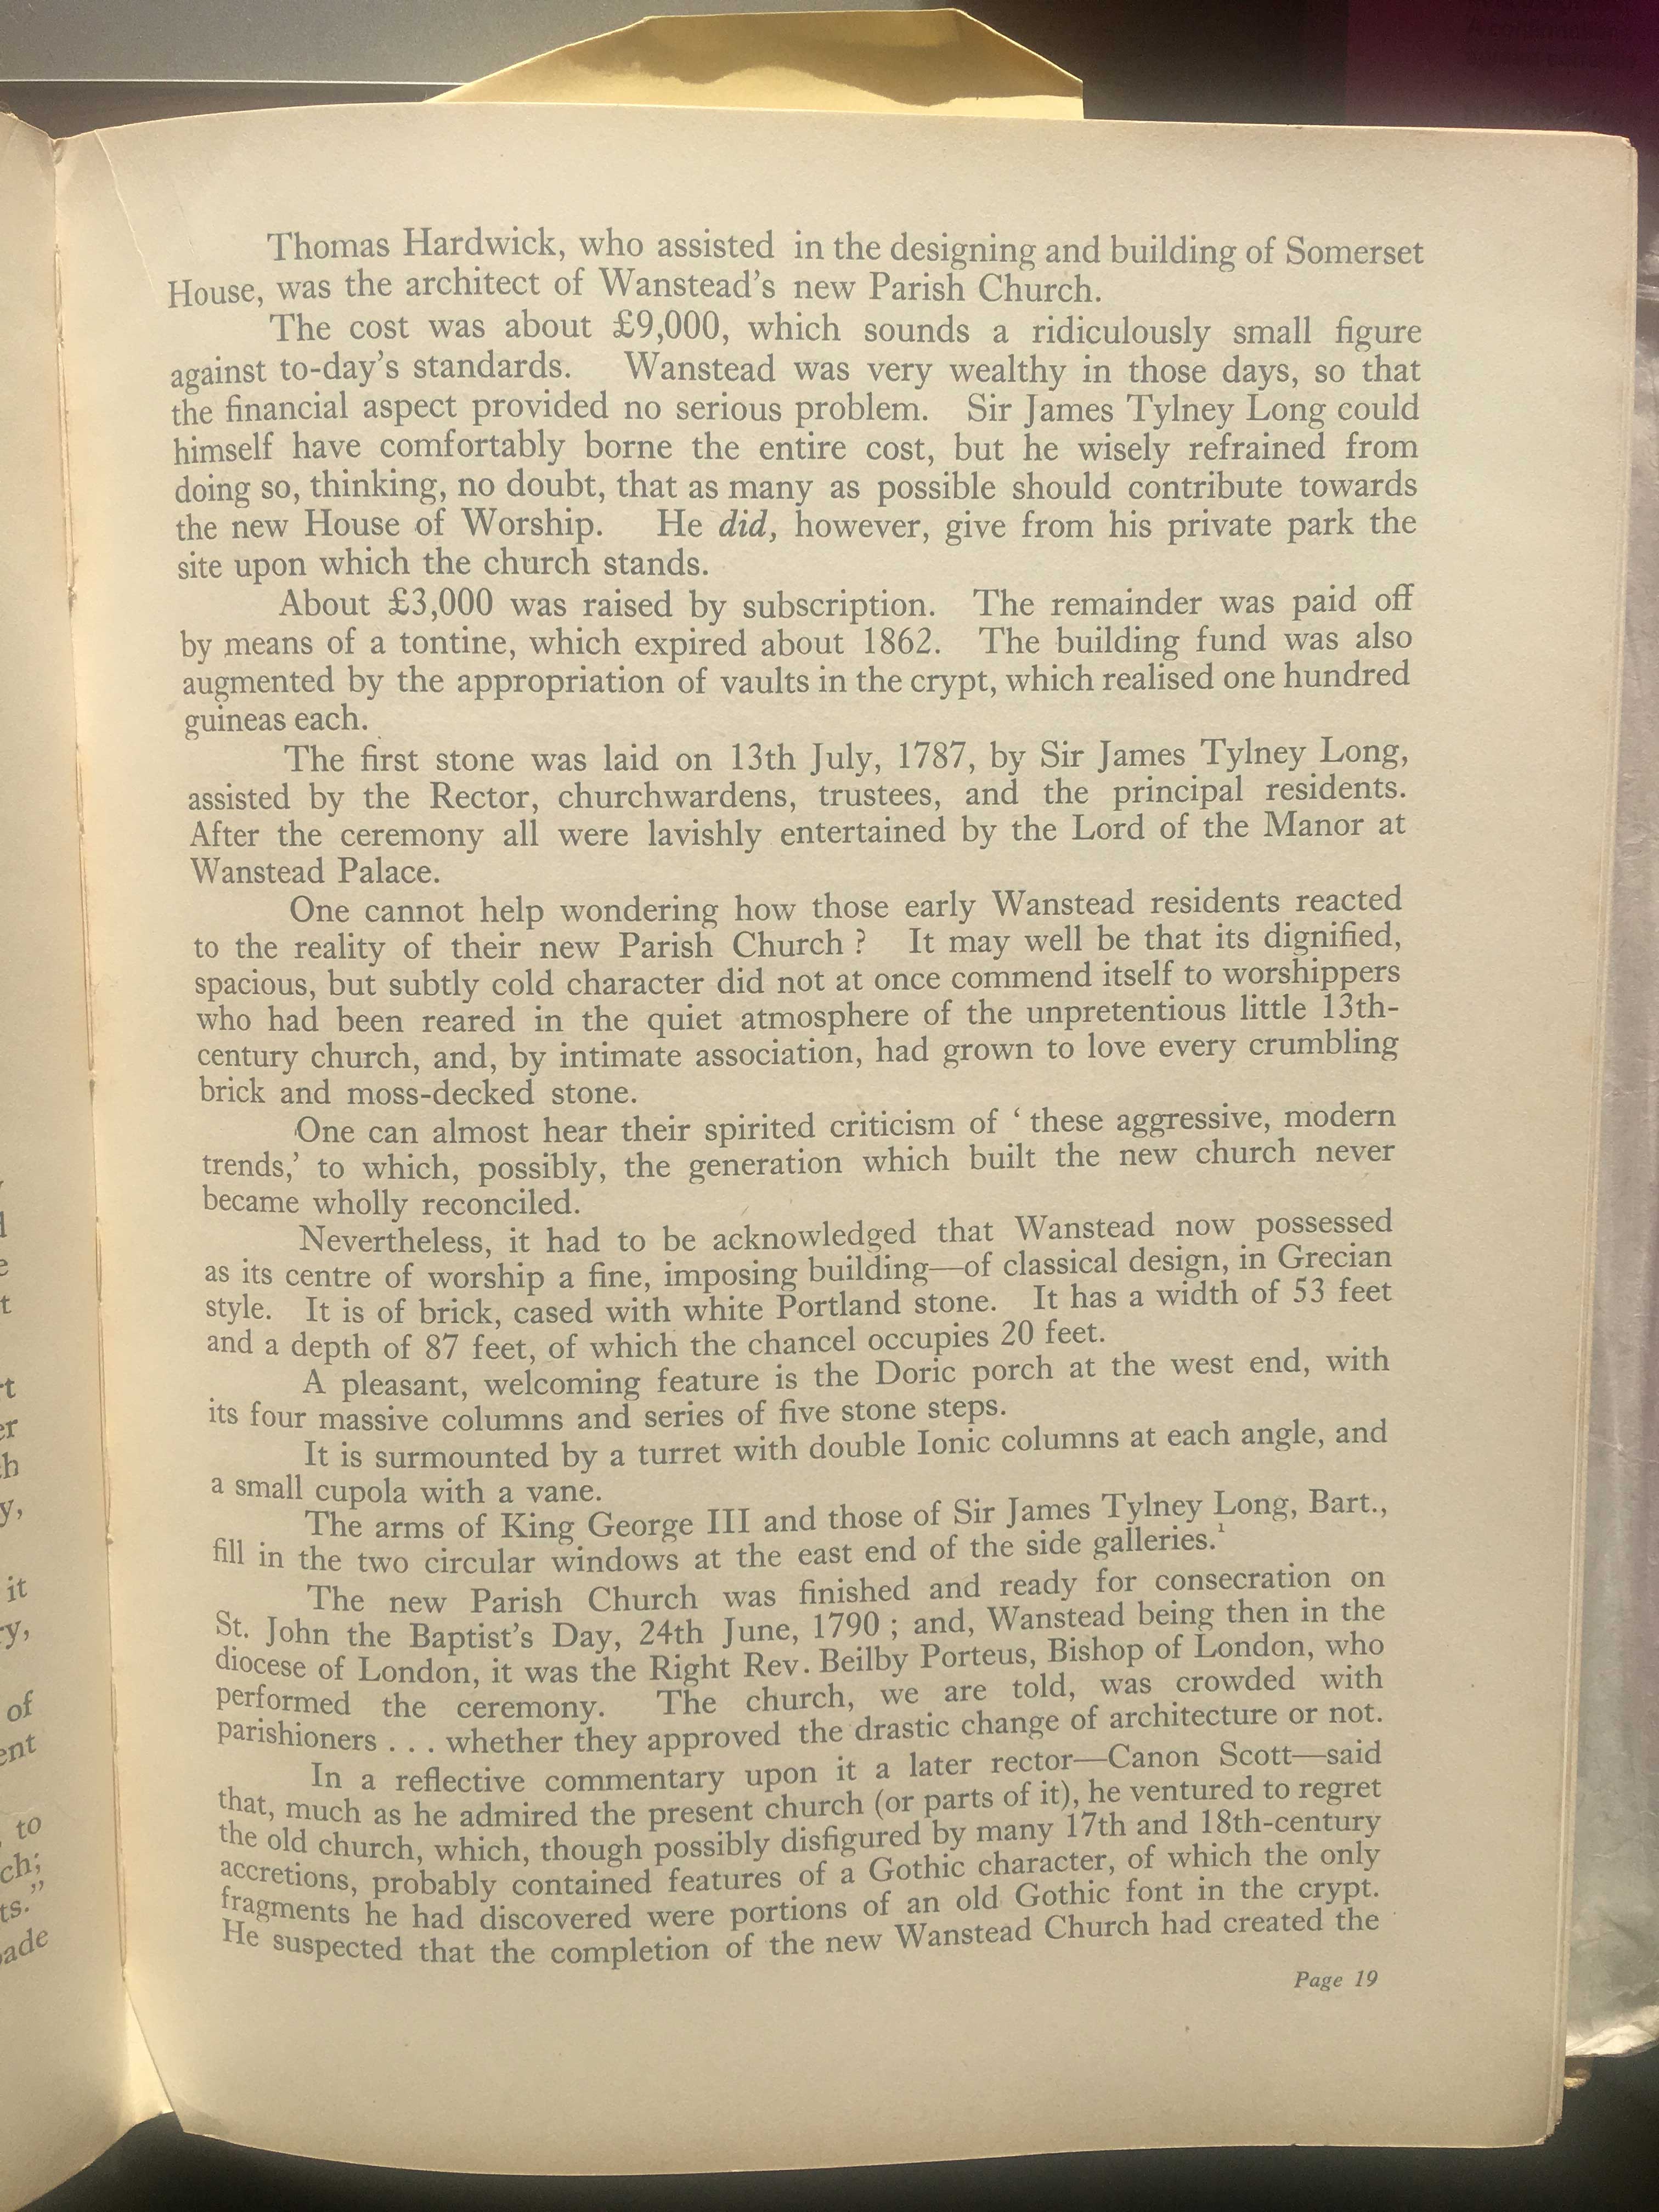 Thomas Hardwick, who assisted in the designing and building of Somerset
House, was the architect of Wanstead's new Parish Church.
The cost was about £9,000, which sounds a ridiculously small figure
against to-day's standards. Wanstead was very wealthy in those days, so that
the financial aspect provided no serious problem. Sir James Tylney Long could
himself have comfortably borne the entire cost, but he wisely refrained from
doing so, thinking, no doubt, that as many as possible should contribute towards
the new House of Worship. He did, however, give from his private park the
site upon which the church stands.
About £3,000 was raised by subscription. The remainder was paid off
by means of a tontine, which expired about 1862. The building fund was also
augmented by the appropriation of vaults in the crypt, which realised one hundred
guineas each.
The first stone was laid on 13th July, 1787, by Sir James Tylney Long,
assisted by the Rector, churchwardens, trustees, and the principal residents.
After the ceremony all were lavishly entertained by the Lord of the Manor at
Wanstead Palace.
One cannot help wondering how those early Wanstead residents reacted
to the reality of their new Parish Church ? It may well be that its dignified,
spacious, but subtly cold character did not at once commend itself to worshippers
who had been reared in the quiet atmosphere of the unpretentious little 13th-
century church, and, by intimate association, had grown to love every crumbling
brick and moss-decked stone.
One can almost hear their spirited criticism of ‘ these aggressive, modern
trends,’ to which, possibly, the generation which built the new church never
became wholly reconciled.
Nevertheless, it had to be acknowledged that Wanstead now possessed
as its centre of worship a fine, imposing building—of classical design, in Grecian
style. It is of brick, cased with white Portland stone. It has a width of 53 feet
and a depth of 87 feet, of which the chancel occupies 20 feet.
A pleasant, welcoming feature is the Doric porch at the west end, with
its four massive columns and series of five stone steps.
It is surmounted by a turret with double Ionic columns at each angle, and
a small cupola with a vane.
The arms of King George III and those of Sir James Tylney Long, Bart.,
fill in the two circular windows at the east end of the side galleries.¹
The new Parish Church was finished and ready for consecration on
St. John the Baptist's Day, 24th June, 1790 ; and, Wanstead being then in the
diocese of London, it was the Right Rev. Beilby Porteus, Bishop of London, who
performed the ceremony. The church, we are told, was crowded with
parishioners . . . whether they approved the drastic change of architecture or not.
In a reflective commentary upon it a later rector—Canon Scott—said
that, much as he admired the present church (or parts of it), he ventured to regret
the old church, which, though possibly disfigured by many 17th and 18th-century
accretions, probably contained features of a Gothic character, of which the only
fragments he had discovered were portions of an old Gothic font in the crypt.
He suspected that the completion of the new Wanstead Church had created the
Page 19